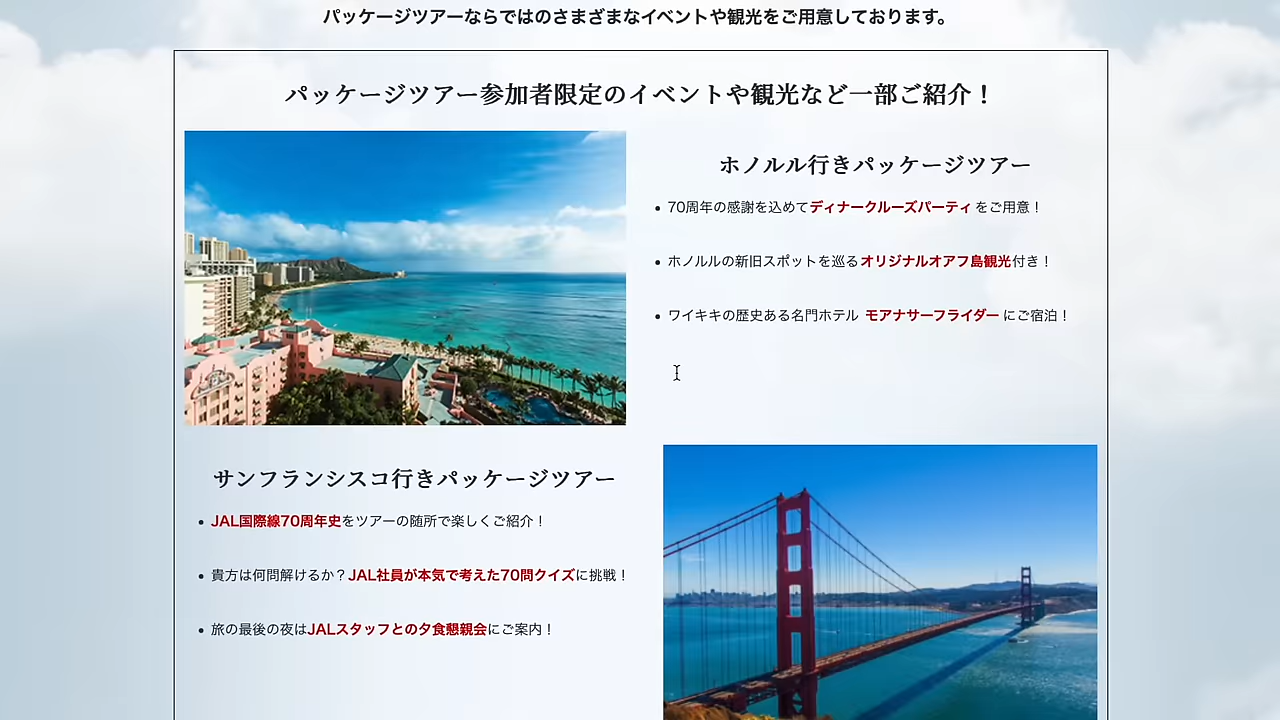 パッケージツアーならではのさまざまなイベントや観光をご用意しております。
パッケージツアー参加者限定のイベントや観光など一部ご紹介！
ホノルル行きパッケージツアー
70周年の感謝を込めてディナークルーズパーティ をご用意！
ホノルルの新旧スポットを巡るオリジナルオアフ島観光付き！
ワイキキの歴史ある名門ホテル モアナサーフライダー にご宿泊！
サンフランシスコ行きパッケージツアー
JAL国際線70周年史をツアーの随所で楽しくご紹介！
貴方は何問解けるか？JAL社員が本気で考えた70問クイズに挑戦！
旅の最後の夜はJALスタッフとの夕食懇親会にご案内！